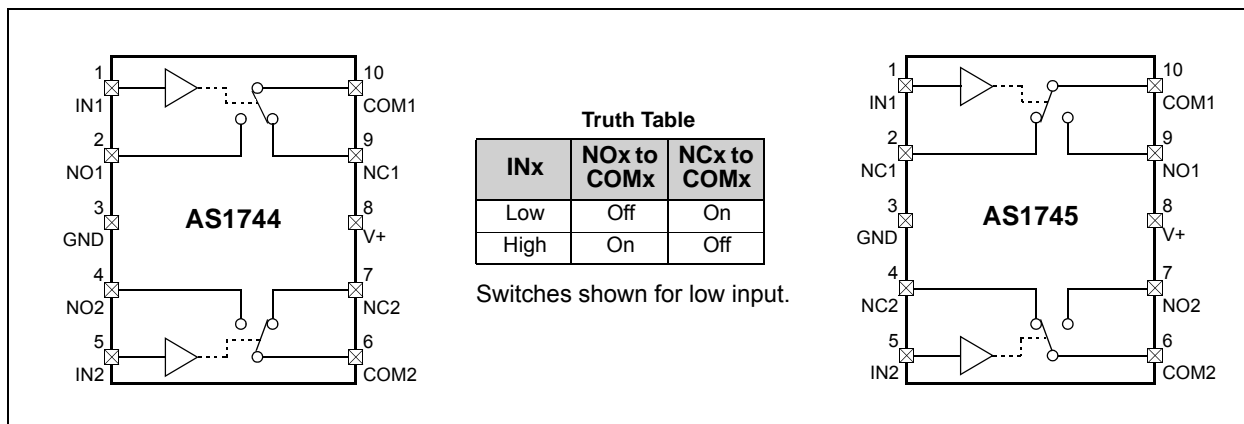 1
IN1
2
NO1
3
GND
4
NO2
5
IN2
AS1744
10
COM1
9
NC1
8
V+
7
NC2
6
COM2
Truth Table
INx NOx to COMx NCx to COMx
Low Off On
High On Off
Switches shown for low input.
1
IN1
2
NC1
3
GND
4
NC2
5
IN2
AS1745
10
COM1
9
NO1
8
V+
7
NO2
6
COM2